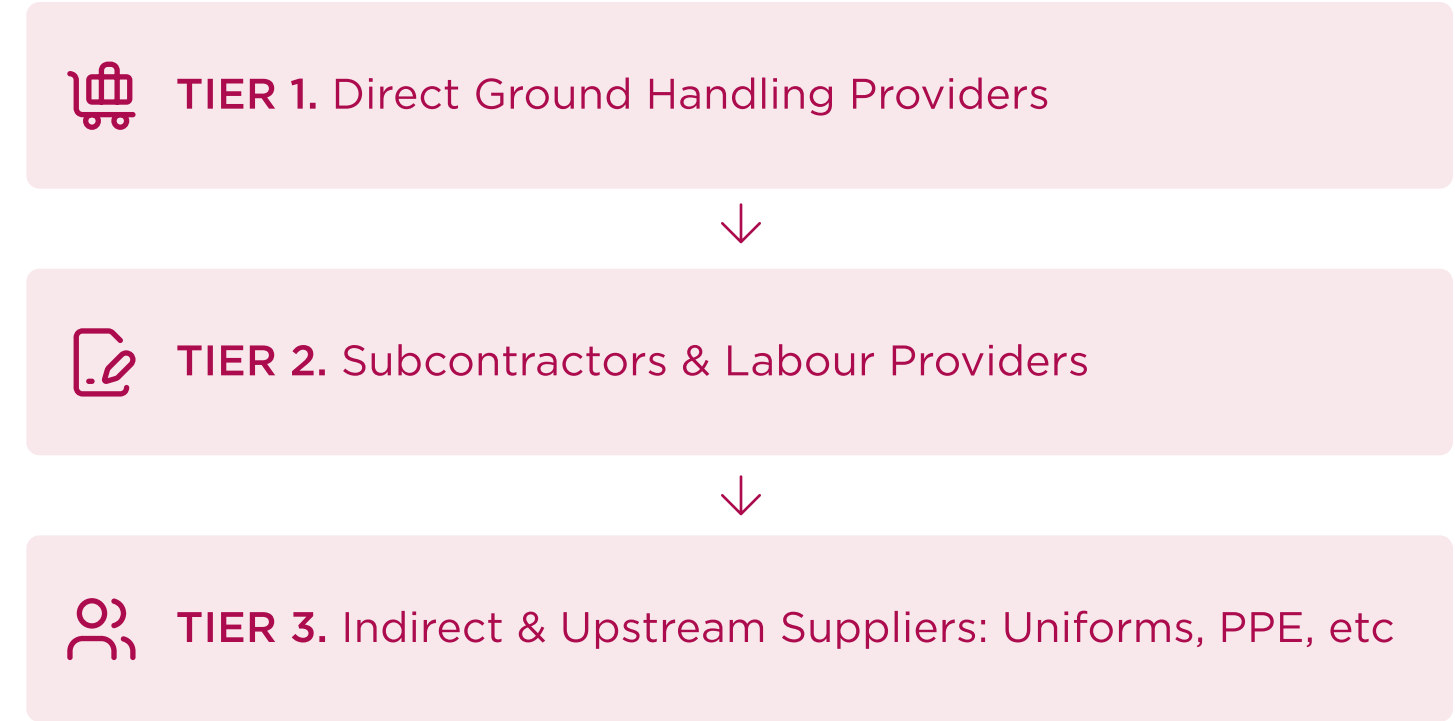 TIER 1. Direct Ground Handling Providers
TIER 2. Subcontractors & Labour Providers
TIER 3. Indirect & Upstream Suppliers: Uniforms, PPE, etc